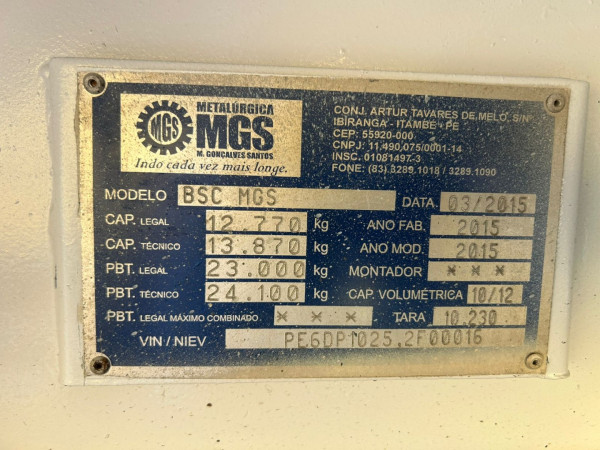 METALÚRGICA
MGS
MGS
M. GONÇALVES SANTOS
Indo cada vez mais longe.
CONJ. ARTUR TAVARES DE MELO, S/Nº
IBIRANGA - ITAMBÉ - PE
CEP: 55920-000
CNPJ: 11.490.075/0001-14
INSC. 01081497-3
FONE: (83) 3289.1018 / 3289.1090
MODELO BSC MGS DATA 03/2015
CAP. LEGAL 12.770 kg ANO FAB. 2015
CAP. TÉCNICO 13.870 kg ANO MOD. 2015
PBT. LEGAL 23.000 kg MONTADOR * * *
PBT. TÉCNICO 24.100 kg CAP. VOLUMÉTRICA 10/12
PBT. LEGAL MÁXIMO COMBINADO * * * TARA 10.230
VIN / NIEV PE6DP1025.2F00016